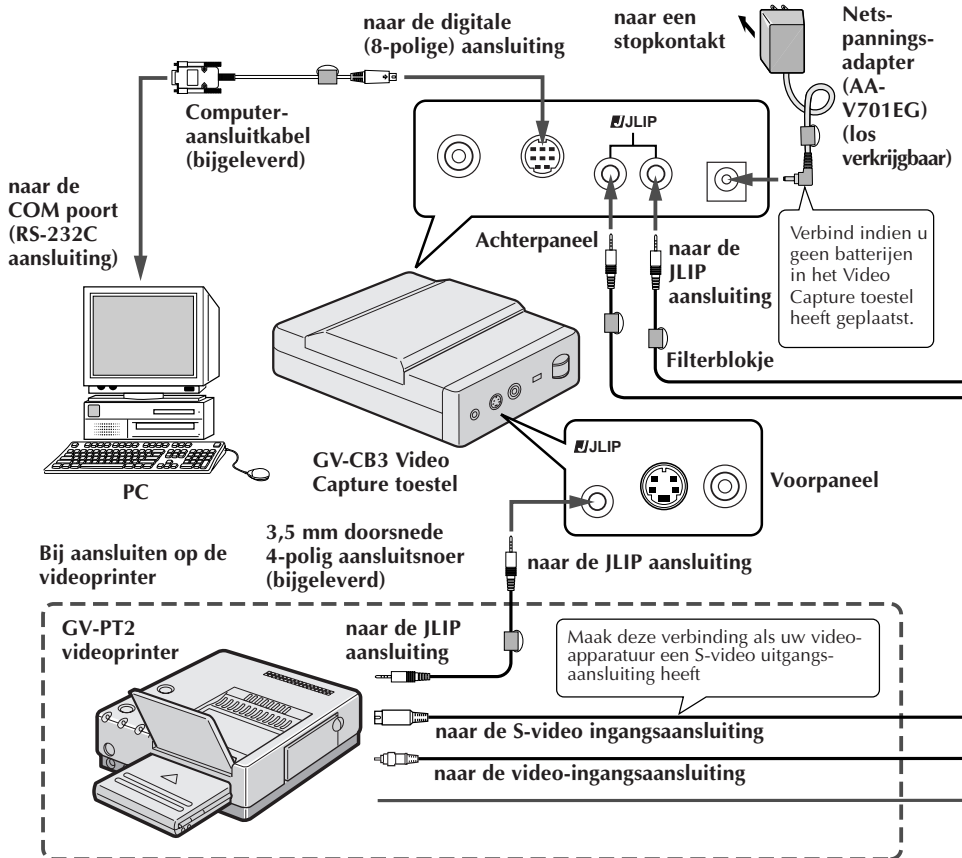 naar de digitale
(8-polige) aansluiting
naar een
stopkontakt
Nets-
pannings-
adapter
(AA-
V701EG)
(los
verkrijgbaar)
Computer-
aansluitkabel
(bijgeleverd)
JLIP
naar de
COM poort
(RS-232C
aansluiting)
Achterpaneel
naar de
JLIP
aansluiting
Verbind indien u
geen batterijen
in het Video
Capture toestel
heeft geplaatst.
Filterblokje
PC
GV-CB3 Video
Capture toestel
JLIP
Voorpaneel
Bij aansluiten op de
videoprinter
3,5 mm doorsnede
4-polig aansluitsnoer
(bijgeleverd)
naar de JLIP aansluiting
GV-PT2
videoprinter
naar de JLIP
aansluiting
Maak deze verbinding als uw video-
apparatuur een S-video uitgangs-
aansluiting heeft
naar de S-video ingangsaansluiting
naar de video-ingangsaansluiting